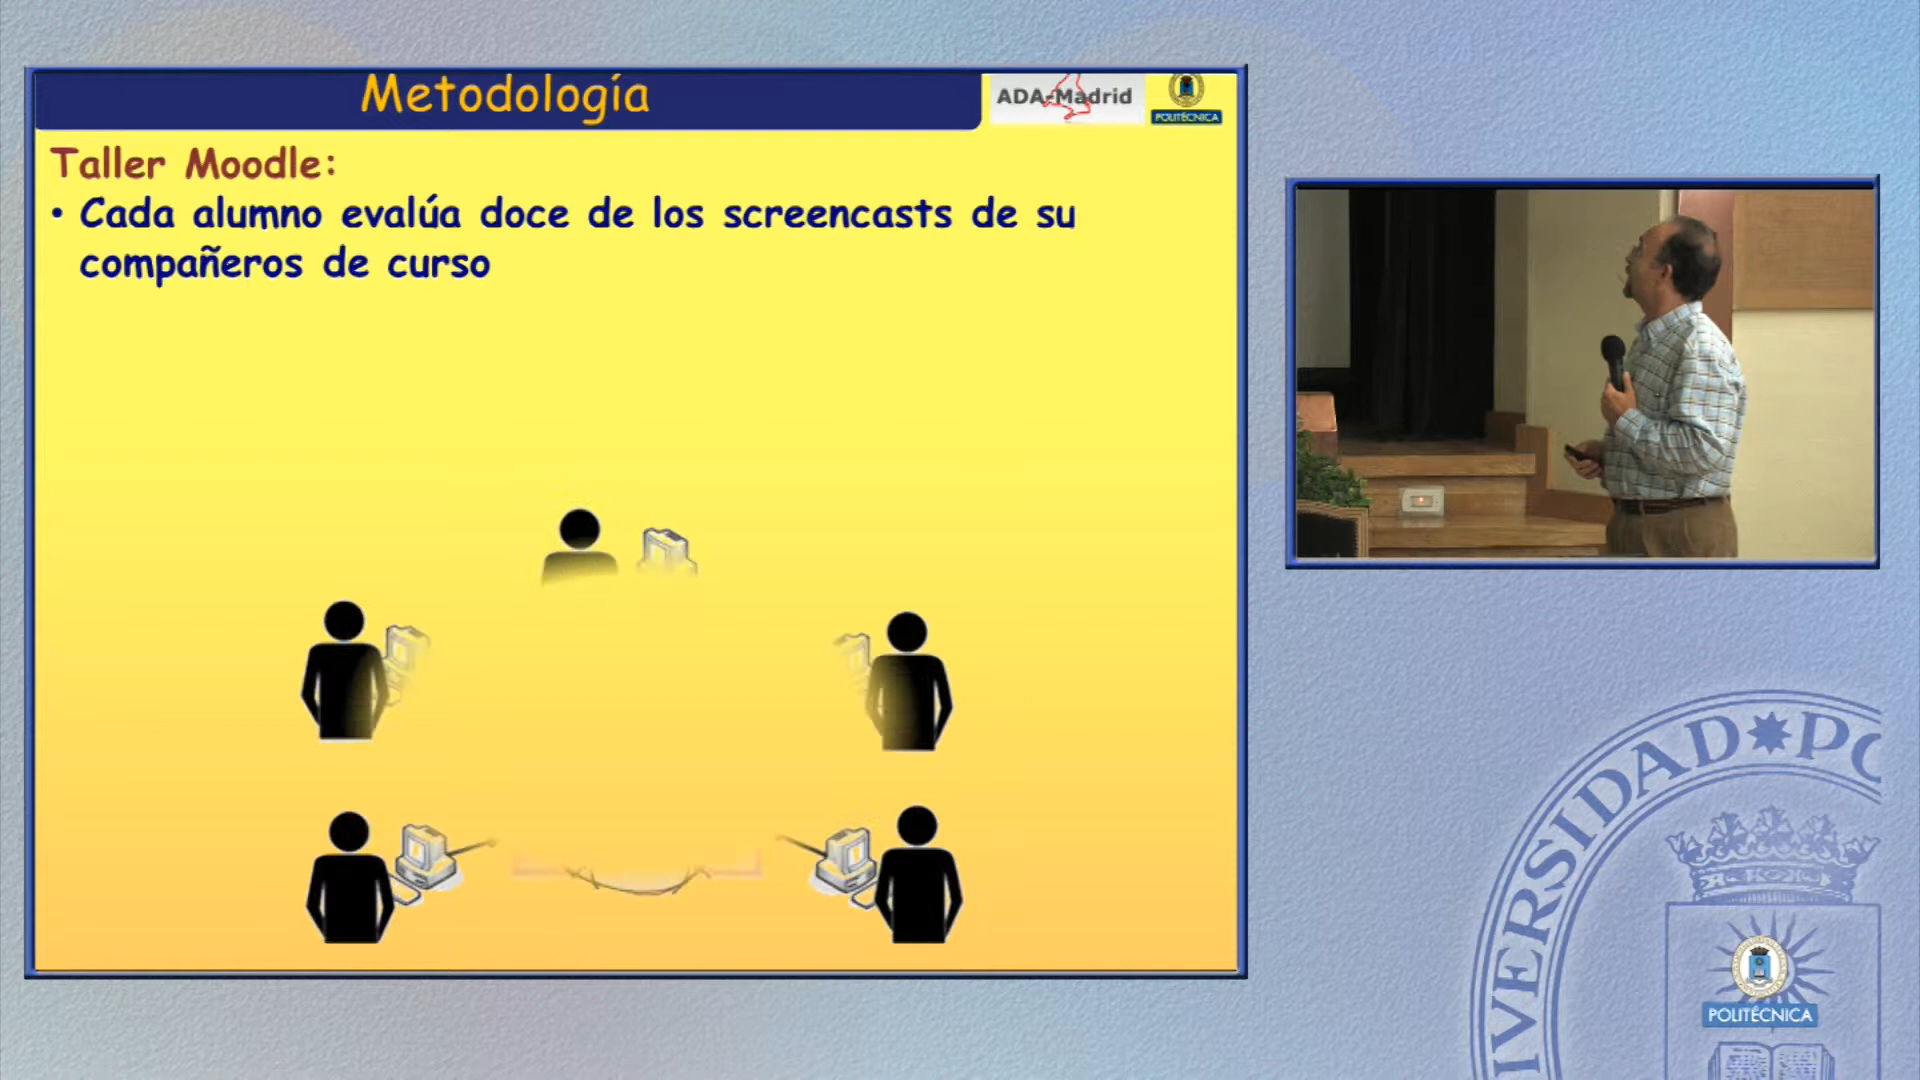 Metodología
ADA-Madrid
POLITÉCNICA
Taller Moodle:
• Cada alumno evalúa doce de los screencasts de su
compañeros de curso
IVERSIDAD PO
POLITÉCNICA